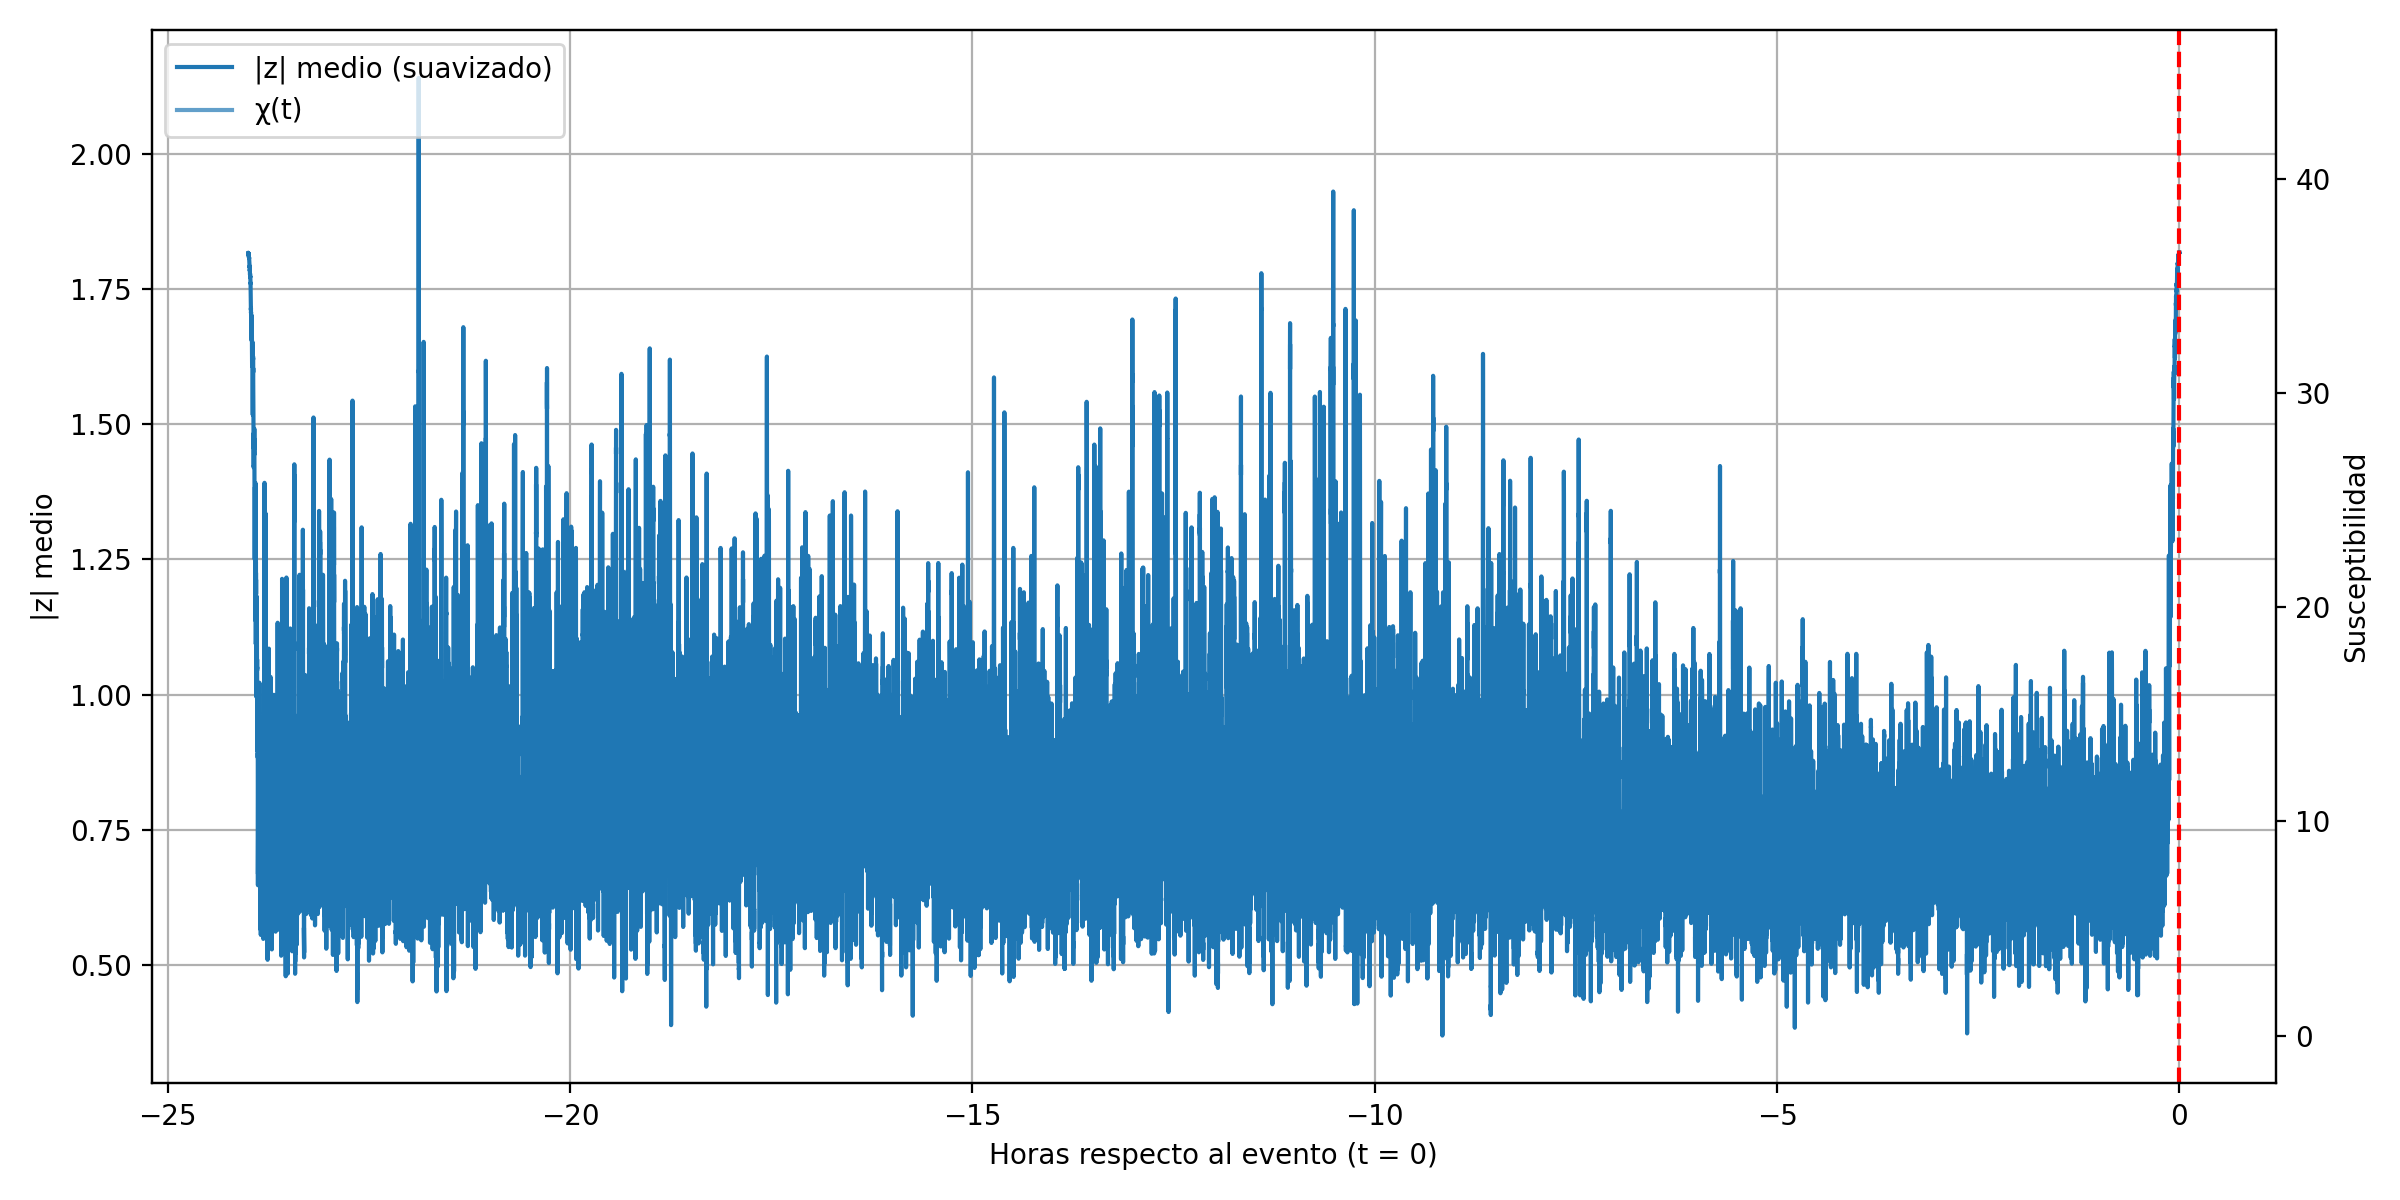 |z| medio (suavizado)
χ(t)
2.00
1.75
1.50
1.25
1.00
0.75
0.50
|z| medio
40
30
20
10
0
Susceptibilidad
−25 −20 −15 −10 −5 0
Horas respecto al evento (t = 0)